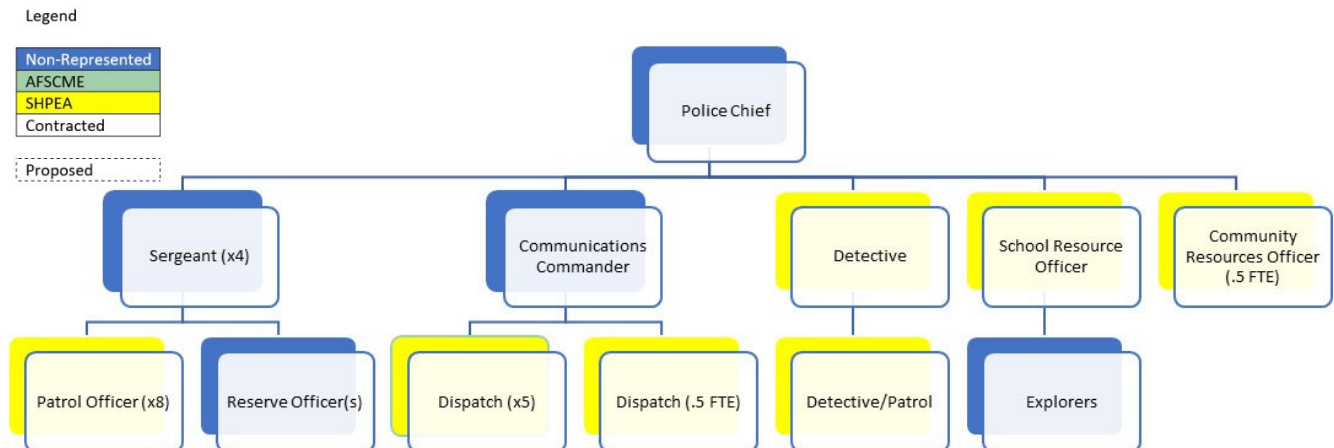 Legend
Non-Represented
AFSCME
SHPEA
Contracted
Proposed
Police Chief
Sergeant (x4)
Communications
Commander
Detective
School Resource
Officer
Community
Resources Officer
(.5 FTE)
Patrol Officer (x8)
Reserve Officer(s)
Dispatch (x5)
Dispatch (.5 FTE)
Detective/Patrol
Explorers